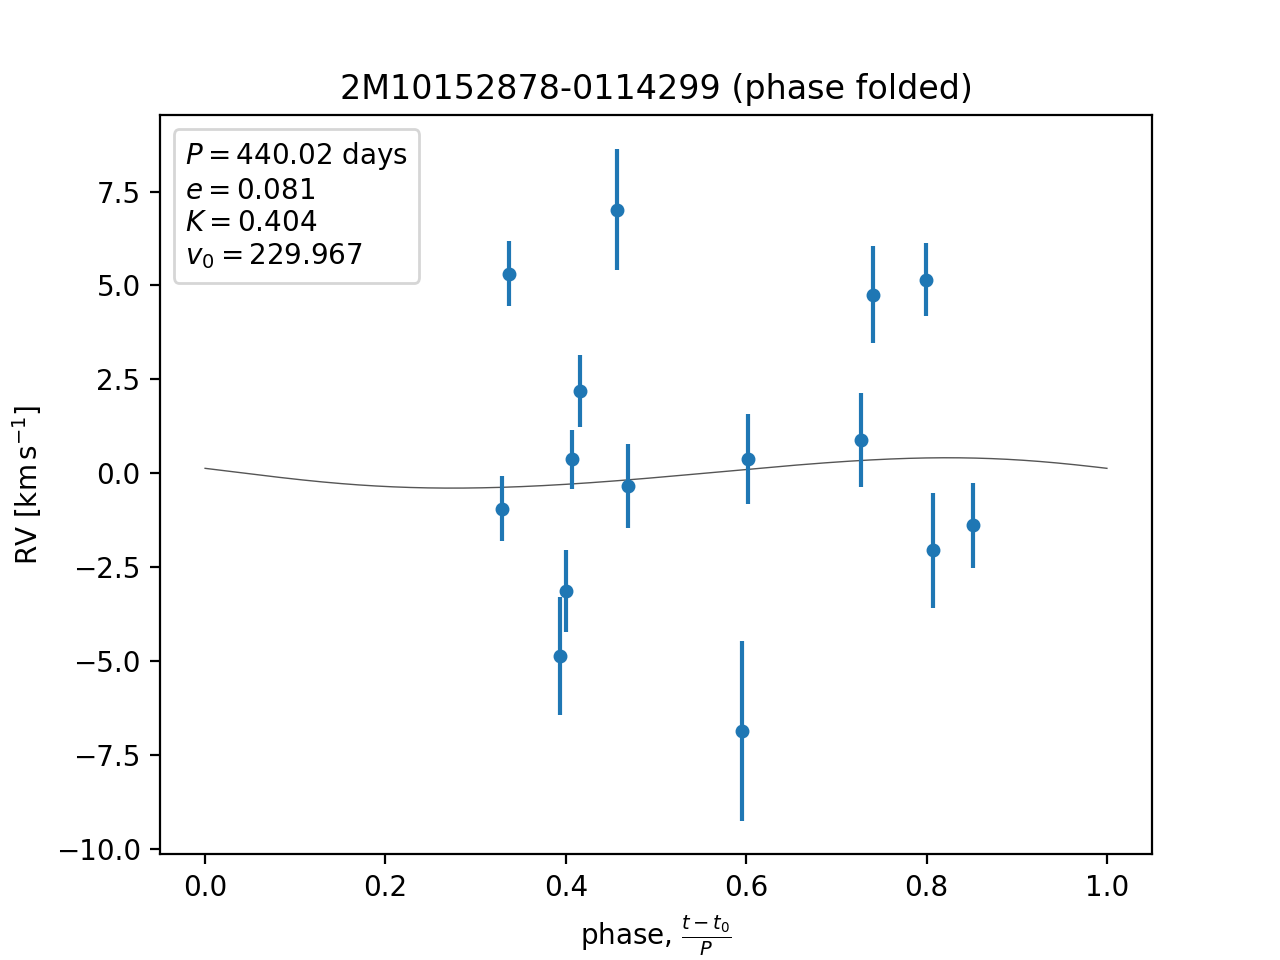 2M10152878-0114299 (phase folded)
P = 440.02 days
e = 0.081
K = 0.404
v₀ = 229.967
RV [km s⁻¹]
7.5
5.0
2.5
0.0
−2.5
−5.0
−7.5
−10.0
0.0 0.2 0.4 0.6 0.8 1.0
phase, (t − t₀)/P